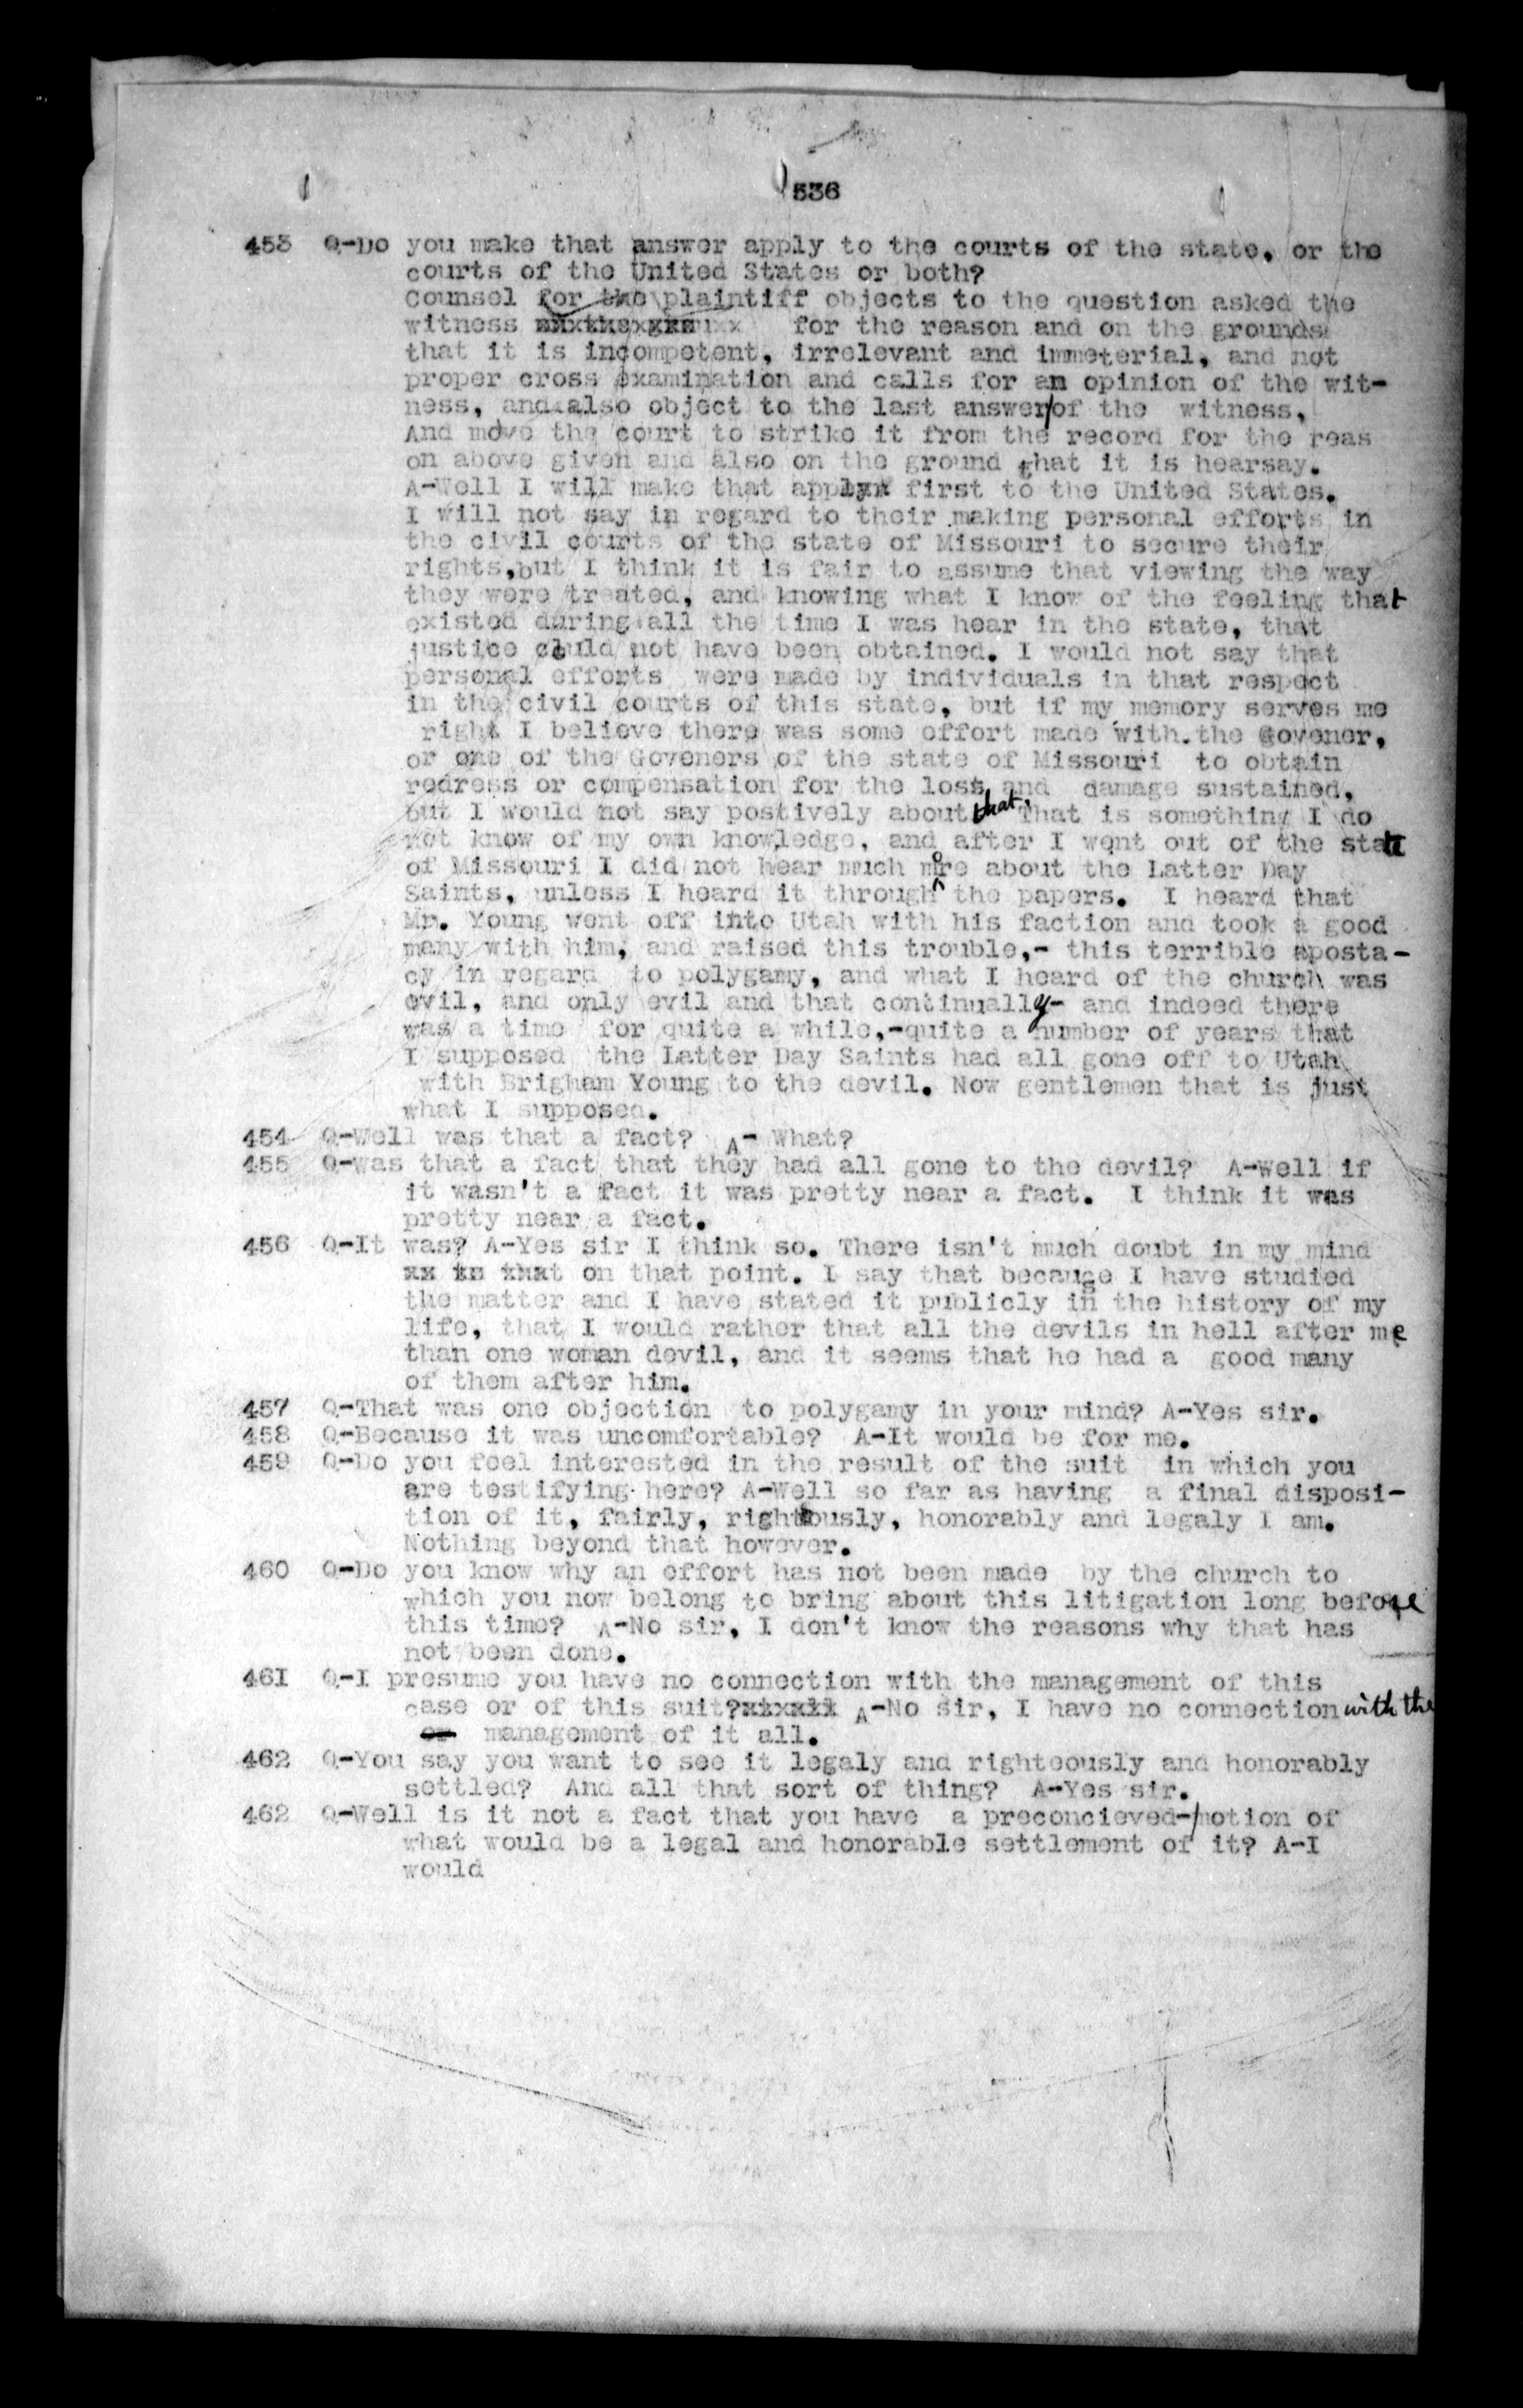 536
453 Q-Do you make that answer apply to the courts of the state, or the
courts of the United States or both?
Counsel for the plaintiff objects to the question asked the
witness for the reason and on the grounds
that it is incompetent, irrelevant and immeterial, and not
proper cross examination and calls for an opinion of the wit-
ness, and also object to the last answer/of the witness,
And move the court to strike it from the record for the reas
on above given and also on the ground that it is hearsay.
A-Well I will make that apply first to the United States.
I will not say in regard to their making personal efforts in
the civil courts of the state of Missouri to secure their
rights,but I think it is fair to assume that viewing the way
they were treated, and knowing what I know of the feeling that
existed during all the time I was hear in the state, that
justice could not have been obtained. I would not say that
personal efforts were made by individuals in that respect
in the civil courts of this state, but if my memory serves me
right I believe there was some effort made with.the Govener,
or one of the Goveners of the state of Missouri to obtain
redress or compensation for the loss and damage sustained,
but I would not say postively about that. That is something I do
not know of my own knowledge, and after I went out of the state
of Missouri I did not hear much more about the Latter Day
Saints, unless I heard it through the papers. I heard that
Mr. Young went off into Utah with his faction and took a good
many with him, and raised this trouble,- this terrible aposta-
cy in regard to polygamy, and what I heard of the church was
evil, and only evil and that continually- and indeed there
was a time for quite a while,-quite a number of years that
I supposed the Latter Day Saints had all gone off to Utah
with Brigham Young to the devil. Now gentlemen that is just
what I supposed.
454 Q-Well was that a fact? A- What?
455 Q-Was that a fact that they had all gone to the devil? A-Well if
it wasn't a fact it was pretty near a fact. I think it was
pretty near a fact.
456 Q-It was? A-Yes sir I think so. There isn't much doubt in my mind
on that point. I say that because I have studied
the matter and I have stated it publicly in the history of my
life, that I would rather that all the devils in hell after me
than one woman devil, and it seems that he had a good many
of them after him.
457 Q-That was one objection to polygamy in your mind? A-Yes sir.
458 Q-Because it was uncomfortable? A-It would be for me.
459 Q-Do you feel interested in the result of the suit in which you
are testifying here? A-Well so far as having a final disposi-
tion of it, fairly, rightously, honorably and legaly I am.
Nothing beyond that however.
460 Q-Do you know why an effort has not been made by the church to
which you now belong to bring about this litigation long before
this time? A-No sir, I don't know the reasons why that has
not been done.
461 Q-I presume you have no connection with the management of this
case or of this suit? A-No sir, I have no connection with the
or management of it all.
462 Q-You say you want to see it legaly and righteously and honorably
settled? And all that sort of thing? A-Yes sir.
462 Q-Well is it not a fact that you have a preconcieved-/notion of
what would be a legal and honorable settlement of it? A-I
would